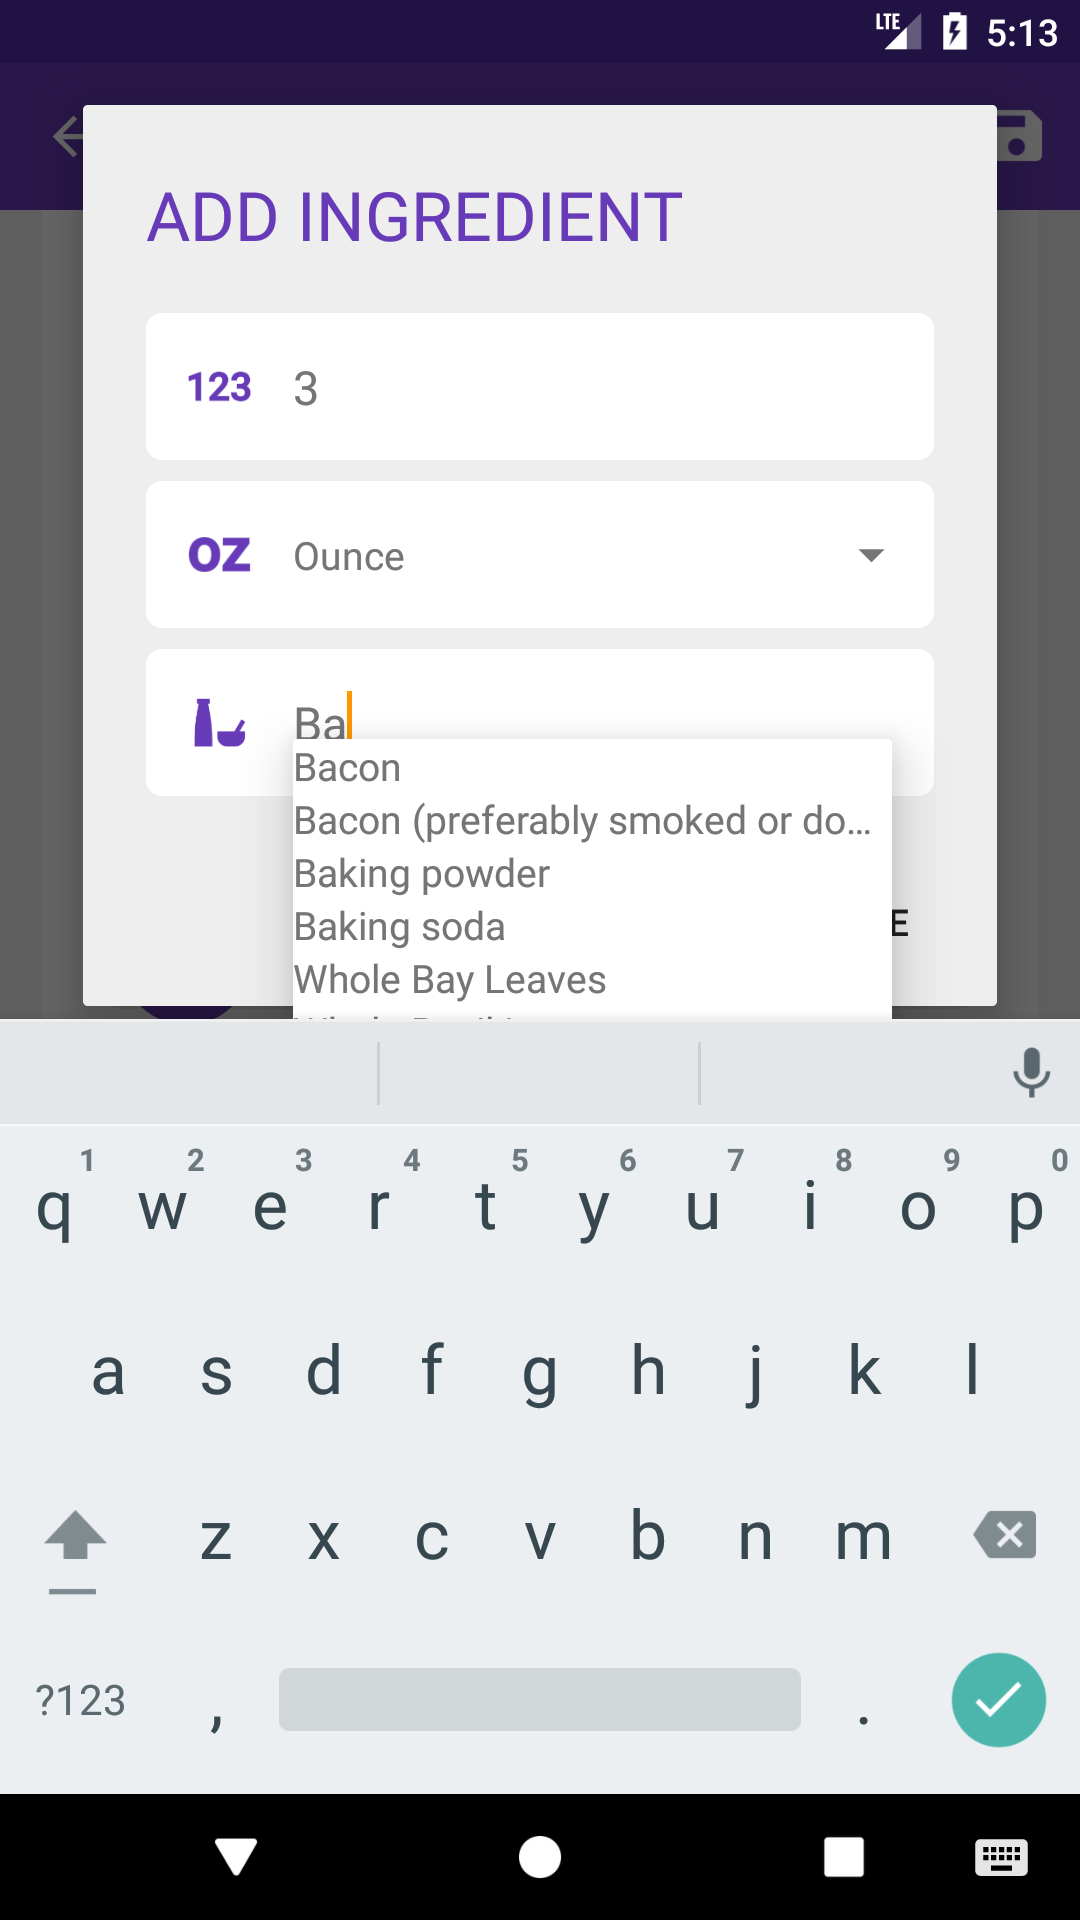 LTE 5:13
ADD INGREDIENT
123 3
OZ Ounce
Ba
Bacon
Bacon (preferably smoked or do...
Baking powder
Baking soda
E
Whole Bay Leaves
1 2 3 4 5 6 7 8 9 0
q w e r t y u i o p
a s d f g h j k l
z x c v b n m
?123 , .